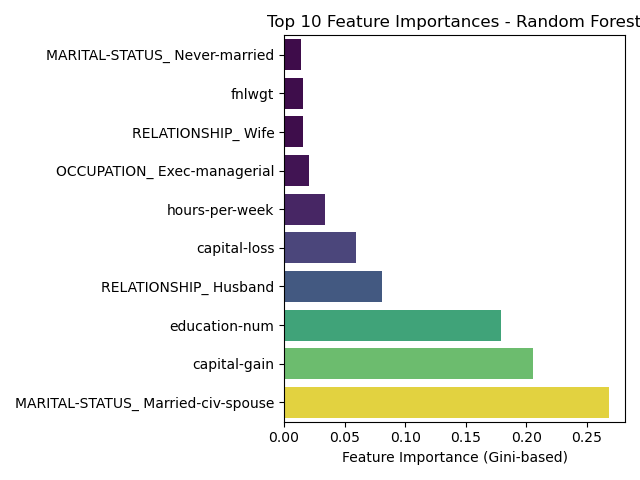 Top 10 Feature Importances - Random Forest
MARITAL-STATUS_ Never-married
fnlwgt
RELATIONSHIP_ Wife
OCCUPATION_ Exec-managerial
hours-per-week
capital-loss
RELATIONSHIP_ Husband
education-num
capital-gain
MARITAL-STATUS_ Married-civ-spouse
0.00 0.05 0.10 0.15 0.20 0.25
Feature Importance (Gini-based)